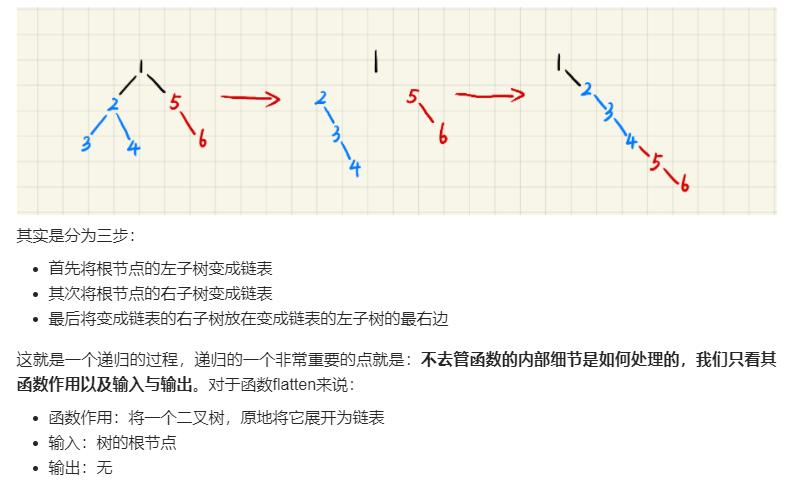 1 1 1
2 5 2 5 2
3 4 6 3 6 3
4 4
5
6
其实是分为三步：
• 首先将根节点的左子树变成链表
• 其次将根节点的右子树变成链表
• 最后将变成链表的右子树放在变成链表的左子树的最右边
这就是一个递归的过程，递归的一个非常重要的点就是：不去管函数的内部细节是如何处理的，我们只看其
函数作用以及输入与输出。对于函数flatten来说：
• 函数作用：将一个二叉树，原地将它展开为链表
• 输入：树的根节点
• 输出：无